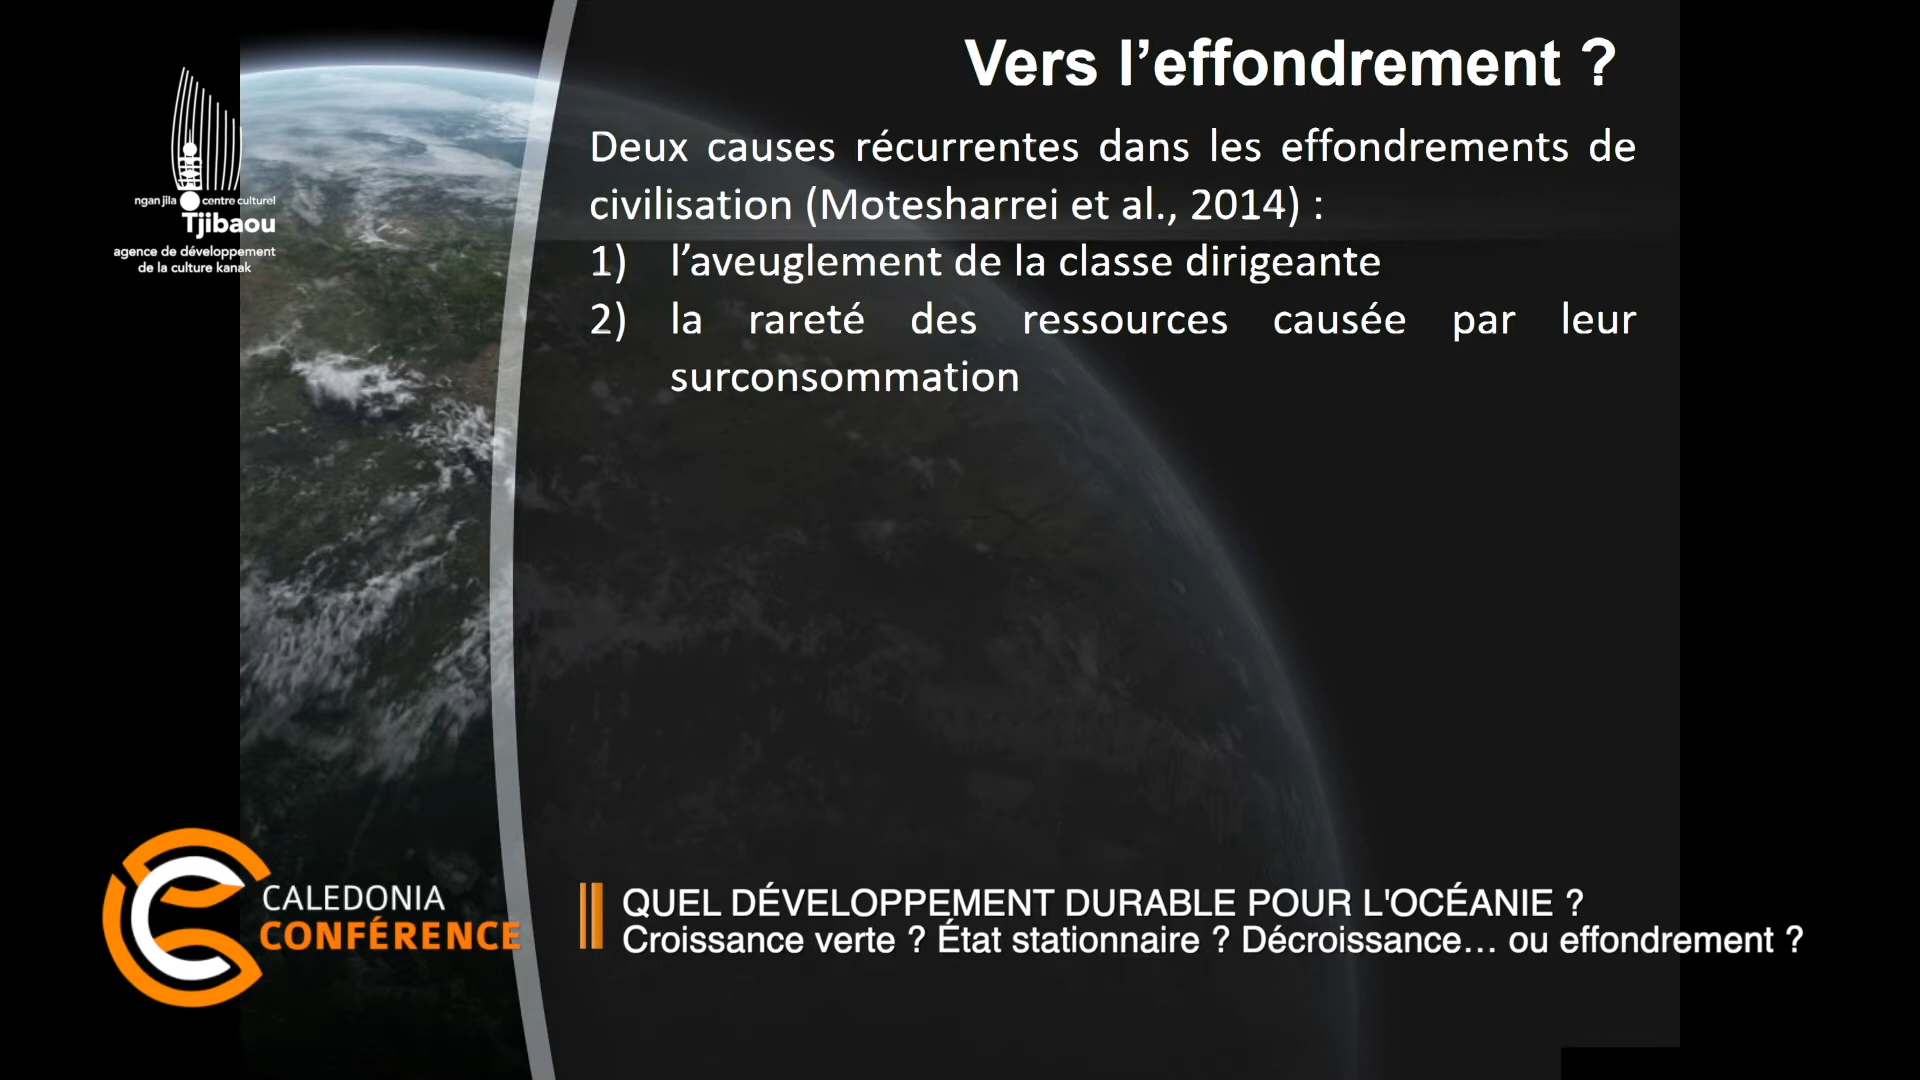 Vers l’effondrement ?
Deux causes récurrentes dans les effondrements de
civilisation (Motesharrei et al., 2014) :
1) l’aveuglement de la classe dirigeante
2) la rareté des ressources causée par leur
surconsommation
ngan jila centre culturel
Tjibaou
agence de développement
de la culture kanak
CALEDONIA
CONFÉRENCE
QUEL DÉVELOPPEMENT DURABLE POUR L'OCÉANIE ?
Croissance verte ? État stationnaire ? Décroissance… ou effondrement ?